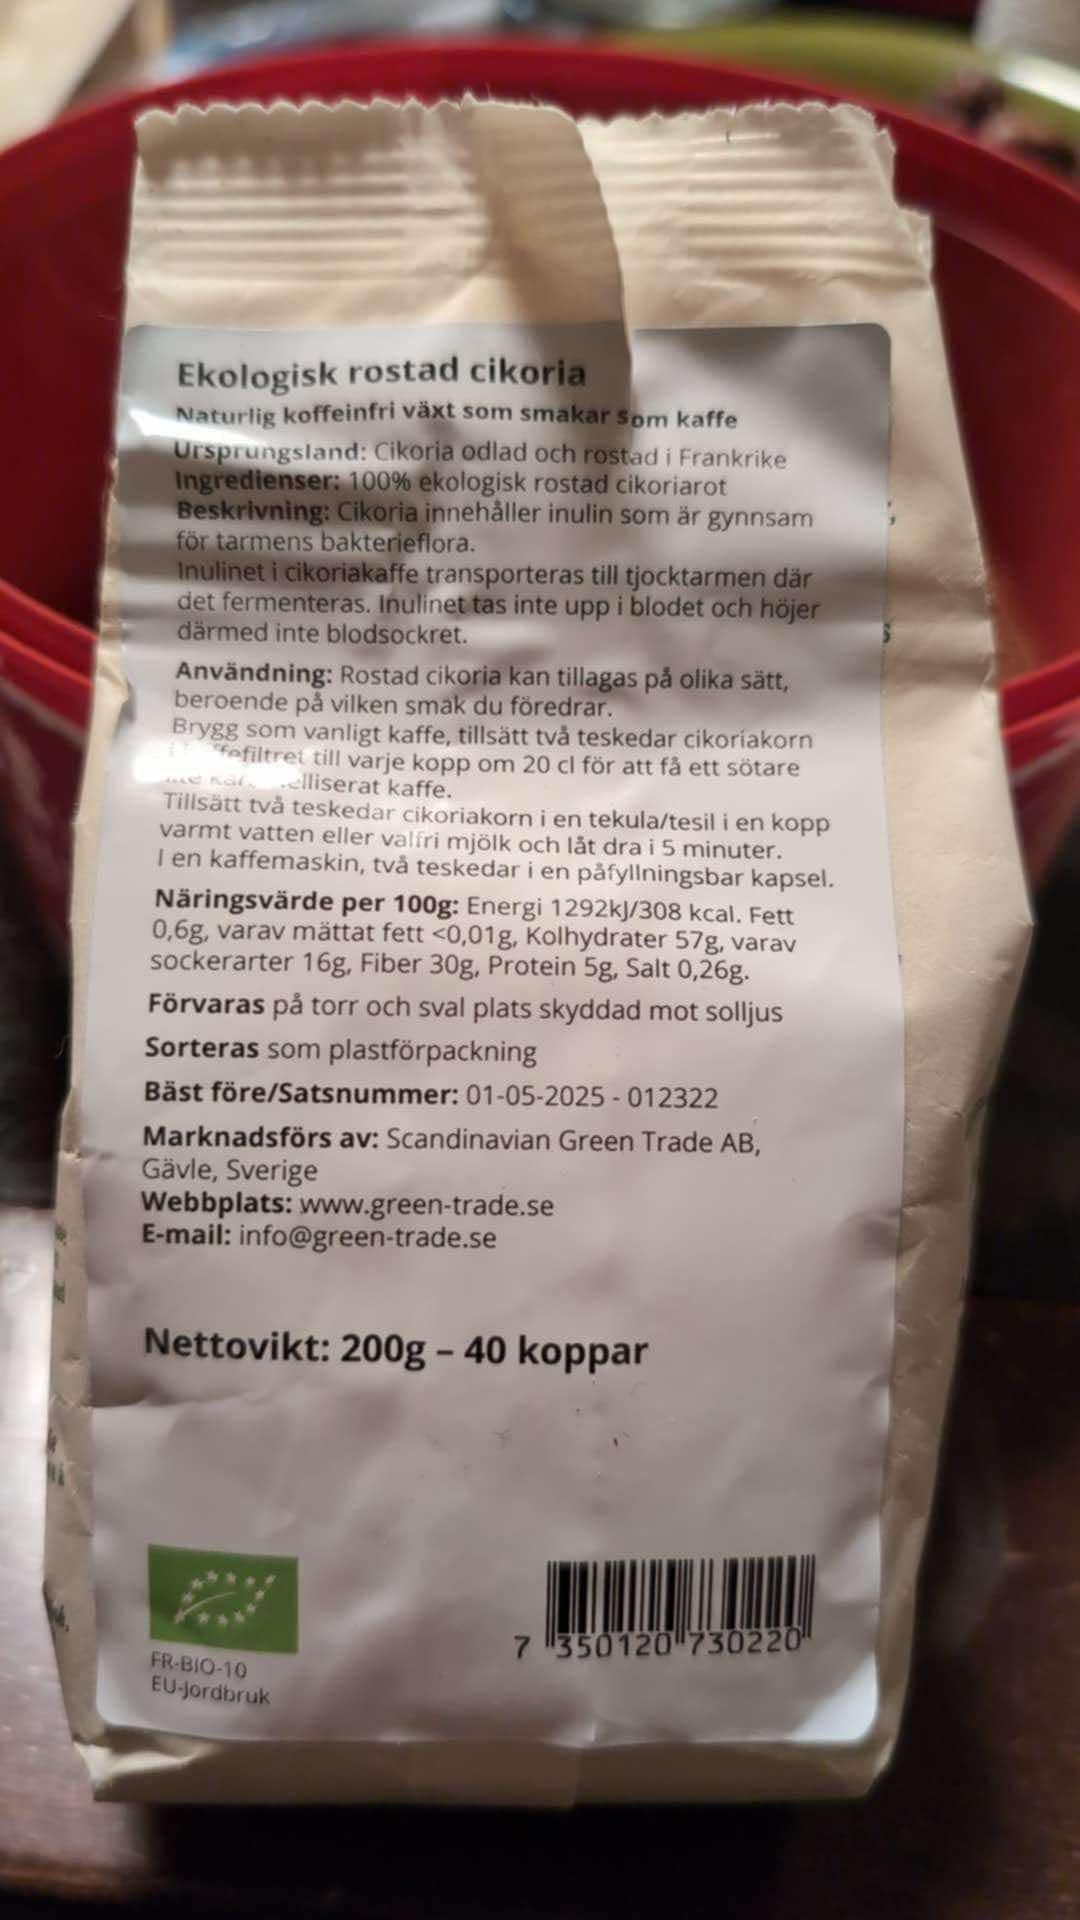 Ekologisk rostad cikoria
Naturlig koffeinfri växt som smakar som kaffe
Ursprungsland: Cikoria odlad och rostad i Frankrike
Ingredienser: 100% ekologisk rostad cikoriarot
Beskrivning: Cikoria innehåller inulin som är gynnsam
för tarmens bakterieflora.
Inulinet i cikoriakaffe transporteras till tjocktarmen där
det fermenteras. Inulinet tas inte upp i blodet och höjer
därmed inte blodsockret.
Användning: Rostad cikoria kan tillagas på olika sätt,
beroende på vilken smak du föredrar.
Brygg som vanligt kaffe, tillsätt två teskedar cikoriakorn
till varje kopp om 20 cl för att få ett sötare
kaffe.
Tillsätt två teskedar cikoriakorn i en tekula/tesil i en kopp
varmt vatten eller valfri mjölk och låt dra i 5 minuter.
I en kaffemaskin, två teskedar i en påfyllningsbar kapsel.
Näringsvärde per 100g: Energi 1292kJ/308 kcal. Fett
0,6g, varav mättat fett <0,01g, Kolhydrater 57g, varav
sockerarter 16g, Fiber 30g, Protein 5g, Salt 0,26g.
Förvaras på torr och sval plats skyddad mot solljus
Sorteras som plastförpackning
Bäst före/Satsnummer: 01-05-2025 - 012322
Marknadsförs av: Scandinavian Green Trade AB,
Gävle, Sverige
Webbplats: www.green-trade.se
E-mail: info@green-trade.se
Nettovikt: 200g – 40 koppar
FR-BIO-10
EU-Jordbruk
7 350120 730220